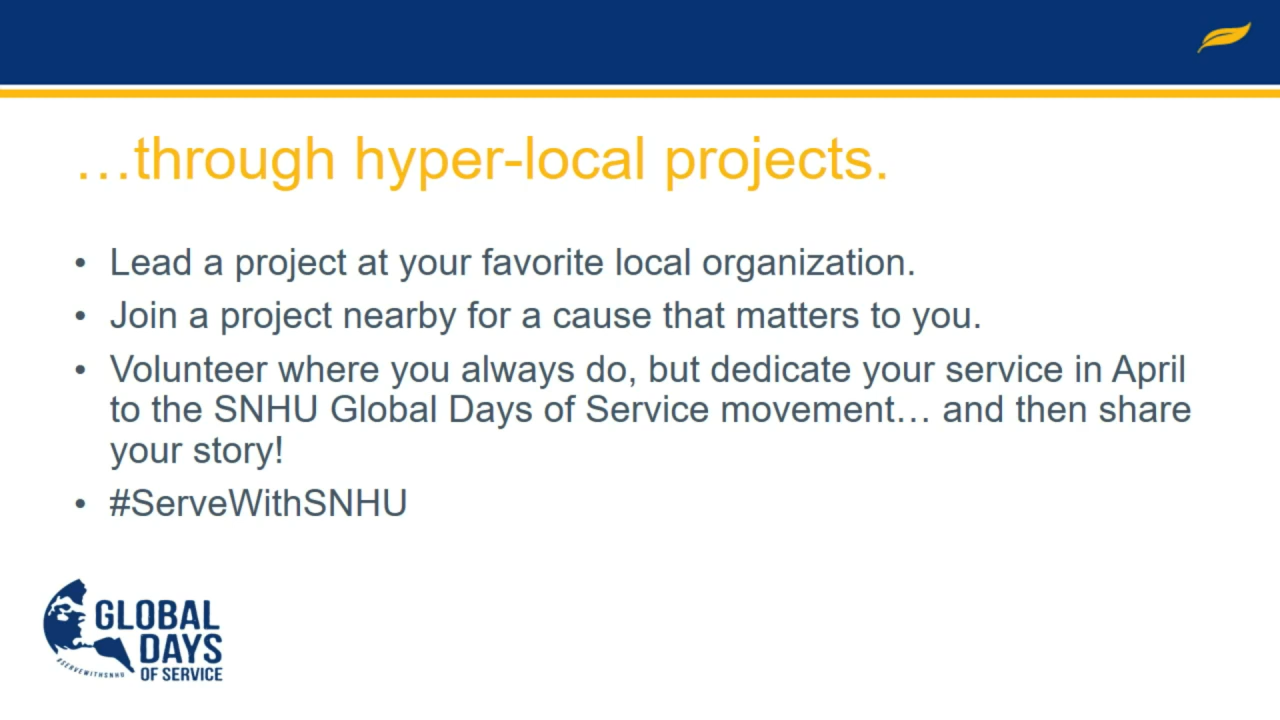 …through hyper-local projects.
• Lead a project at your favorite local organization.
• Join a project nearby for a cause that matters to you.
• Volunteer where you always do, but dedicate your service in April
to the SNHU Global Days of Service movement… and then share
your story!
• #ServeWithSNHU
GLOBAL
DAYS
OF SERVICE
#SERVEWITHSNHU